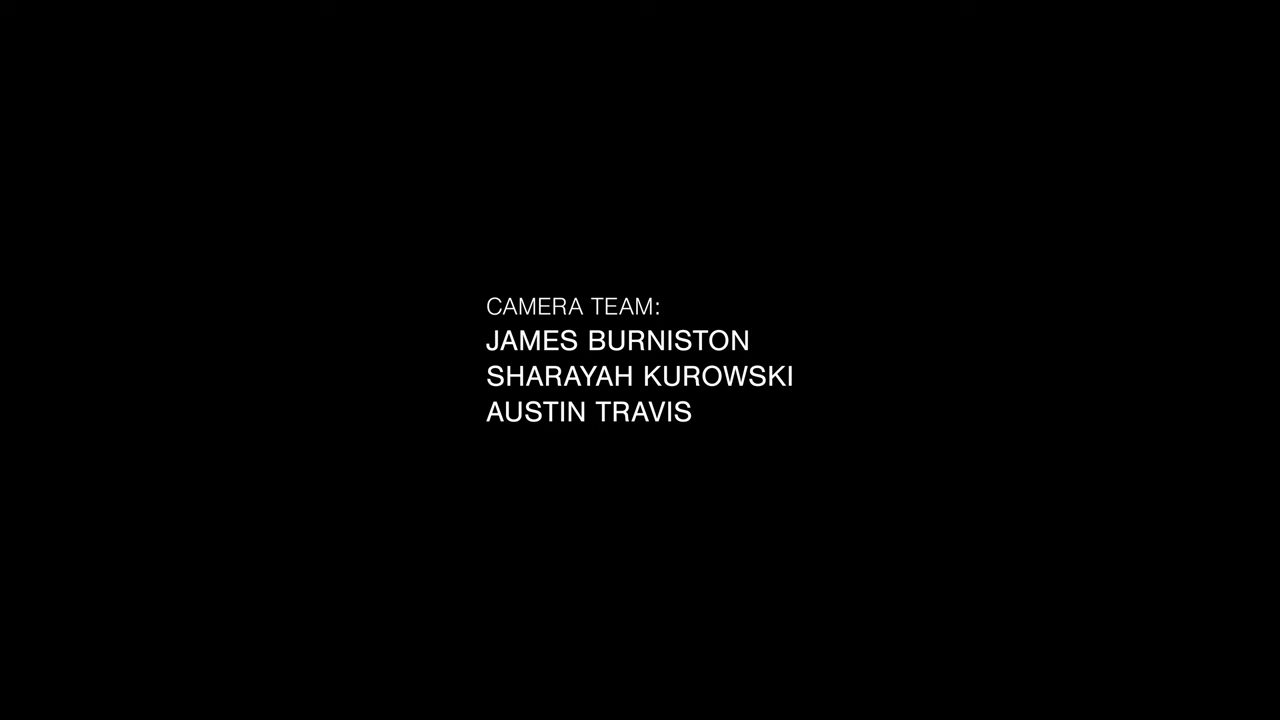 CAMERA TEAM:
JAMES BURNISTON
SHARAYAH KUROWSKI
AUSTIN TRAVIS